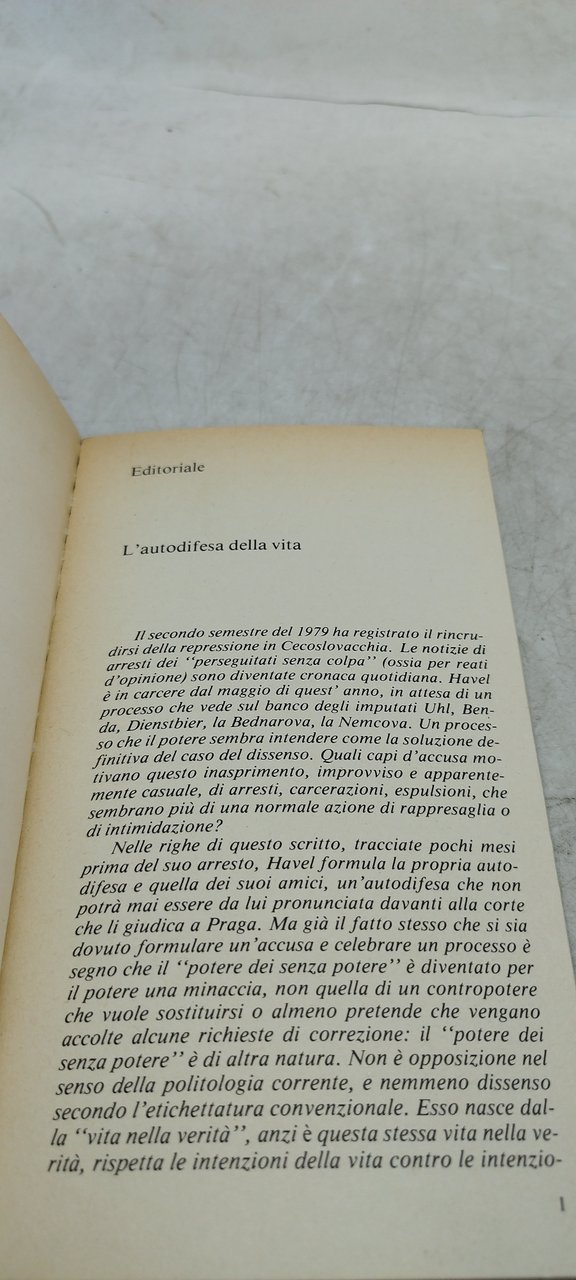 Editoriale
L'autodifesa della vita
Il secondo semestre del 1979 ha registrato il rincru-
dirsi della repressione in Cecoslovacchia. Le notizie di
arresti dei "perseguitati senza colpa" (ossia per reati
d'opinione) sono diventate cronaca quotidiana. Havel
è in carcere dal maggio di quest' anno, in attesa di un
processo che vede sul banco degli imputati Uhl, Ben-
da, Dienstbier, la Bednarova, la Nemcova. Un proces-
so che il potere sembra intendere come la soluzione de-
finitiva del caso del dissenso. Quali capi d'accusa mo-
tivano questo inasprimento, improvviso e apparente-
mente casuale, di arresti, carcerazioni, espulsioni, che
sembrano più di una normale azione di rappresaglia o
di intimidazione?
Nelle righe di questo scritto, tracciate pochi mesi
prima del suo arresto, Havel formula la propria auto-
difesa e quella dei suoi amici, un'autodifesa che non
potrà mai essere da lui pronunciata davanti alla corte
che li giudica a Praga. Ma già il fatto stesso che si sia
dovuto formulare un'accusa e celebrare un processo è
segno che il "potere dei senza potere" è diventato per
il potere una minaccia, non quella di un contropotere
che vuole sostituirsi o almeno pretende che vengano
accolte alcune richieste di correzione: il "potere dei
senza potere" è di altra natura. Non è opposizione nel
senso della politologia corrente, e nemmeno dissenso
secondo l'etichettatura convenzionale. Esso nasce dal-
la "vita nella verità", anzi è questa stessa vita nella ve-
rità, rispetta le intenzioni della vita contro le intenzio-
1